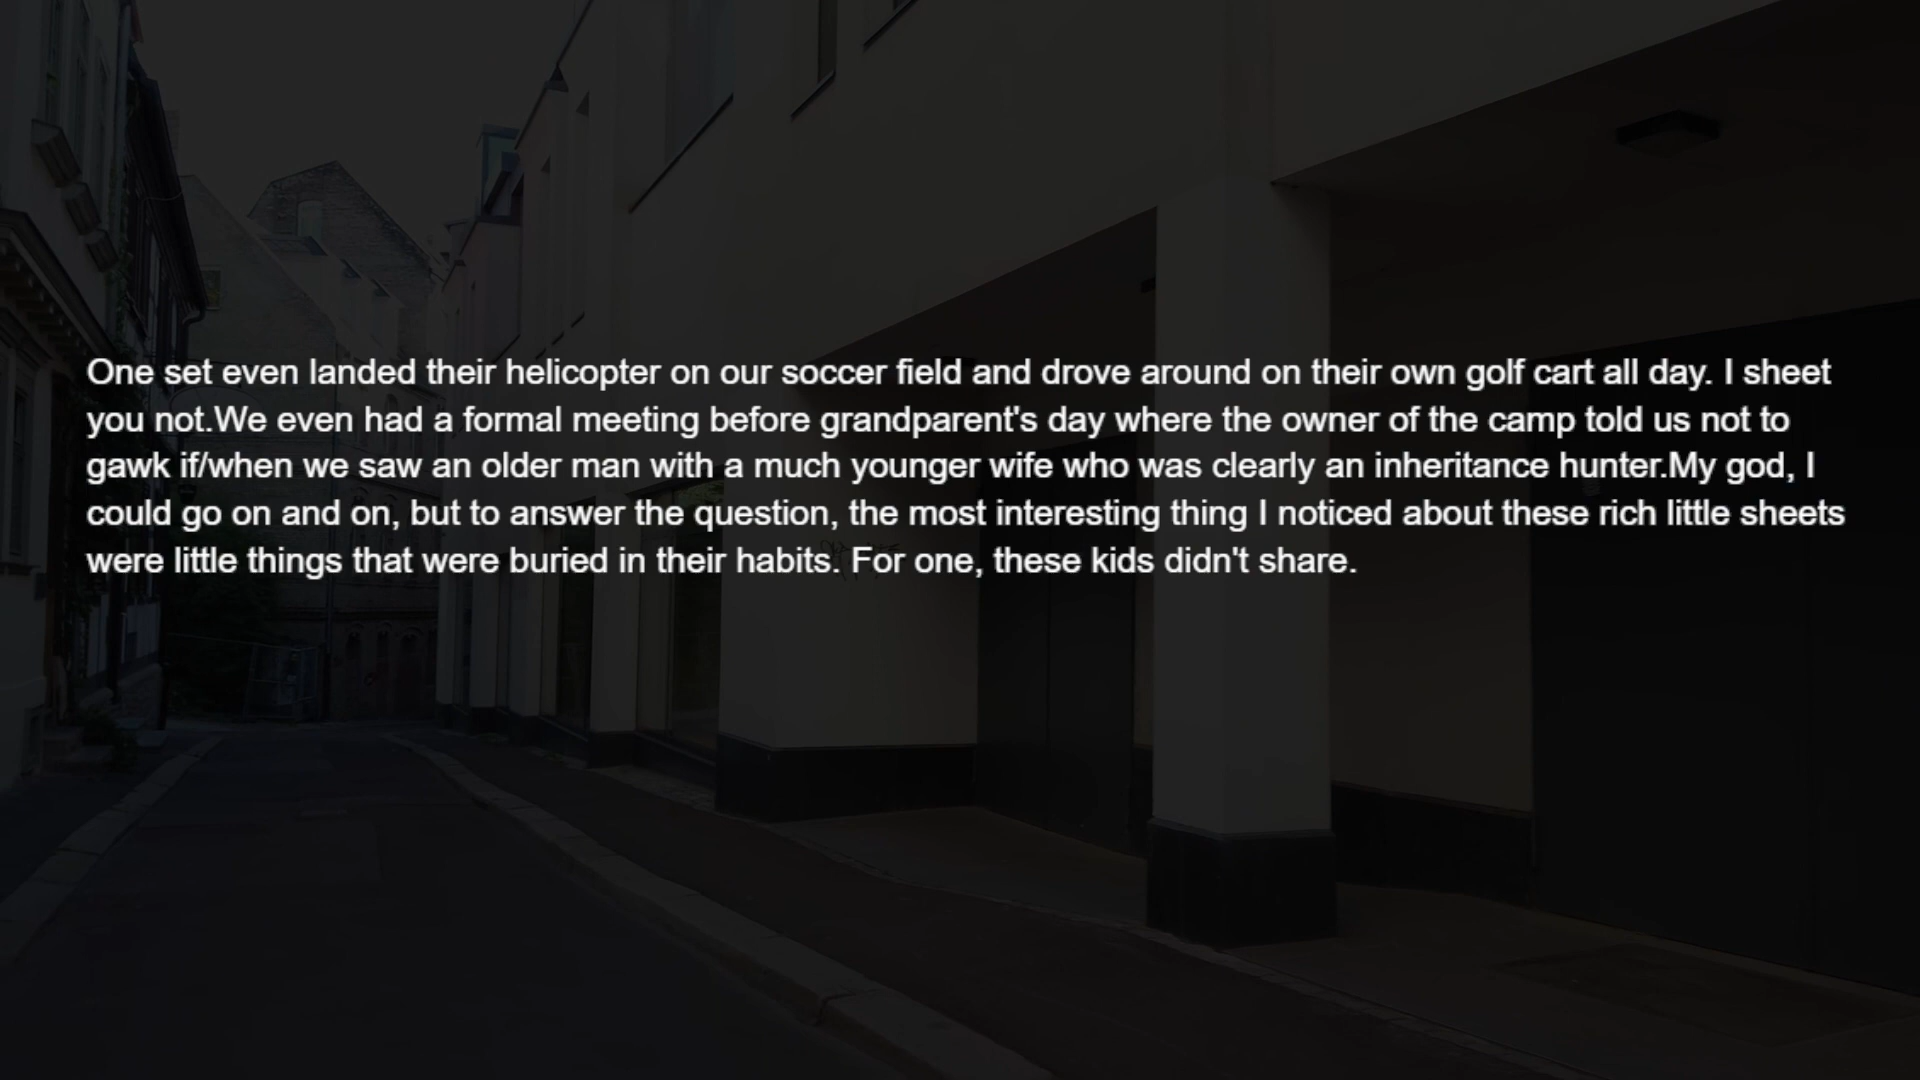 One set even landed their helicopter on our soccer field and drove around on their own golf cart all day. I sheet
you not.We even had a formal meeting before grandparent's day where the owner of the camp told us not to
gawk if/when we saw an older man with a much younger wife who was clearly an inheritance hunter.My god, I
could go on and on, but to answer the question, the most interesting thing I noticed about these rich little sheets
were little things that were buried in their habits. For one, these kids didn't share.